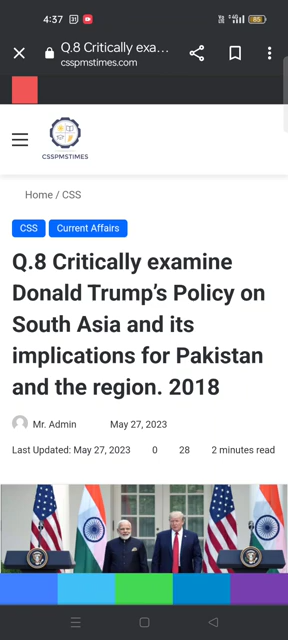 4:37
31
85
Q.8 Critically exa...
csspmstimes.com
CSSPMSTIMES
Home / CSS
CSS
Current Affairs
Q.8 Critically examine
Donald Trump's Policy on
South Asia and its
implications for Pakistan
and the region. 2018
Mr. Admin May 27, 2023
Last Updated: May 27, 2023 0 28 2 minutes read